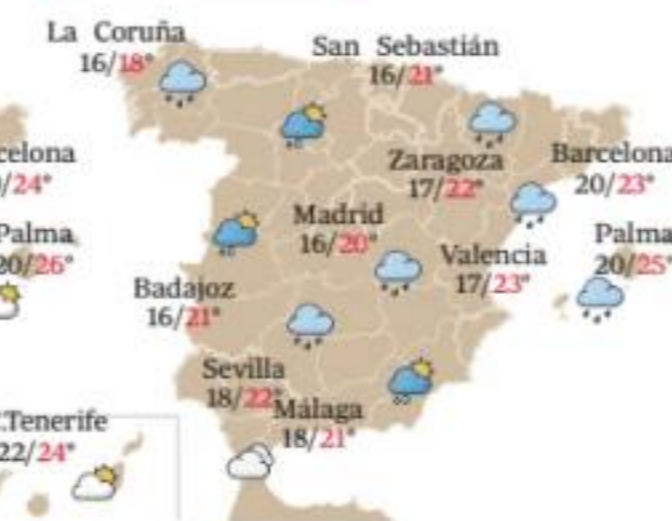 La Coruña
16/18°
San Sebastián
16/21°
celona
/24°
Zaragoza
17/22°
Barcelona
20/23°
Palma
20/26°
Madrid
16/20°
Valencia
17/23°
Palma
20/25°
Badajoz
16/21°
Sevilla
18/22°
Málaga
18/21°
Tenerife
22/24°